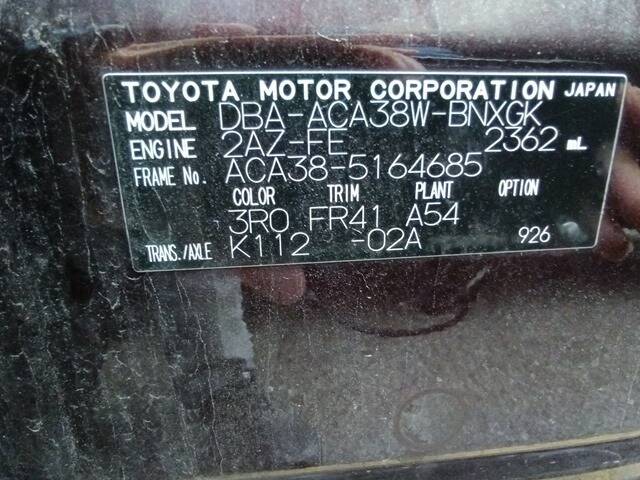 TOYOTA MOTOR CORPORATION JAPAN
MODEL DBA-ACA38W-BNXGK
ENGINE 2AZ-FE 2362 mL
FRAME No. ACA38-5164685
COLOR TRIM PLANT OPTION
3R0 FR41 A54
TRANS./AXLE K112 -02A 926